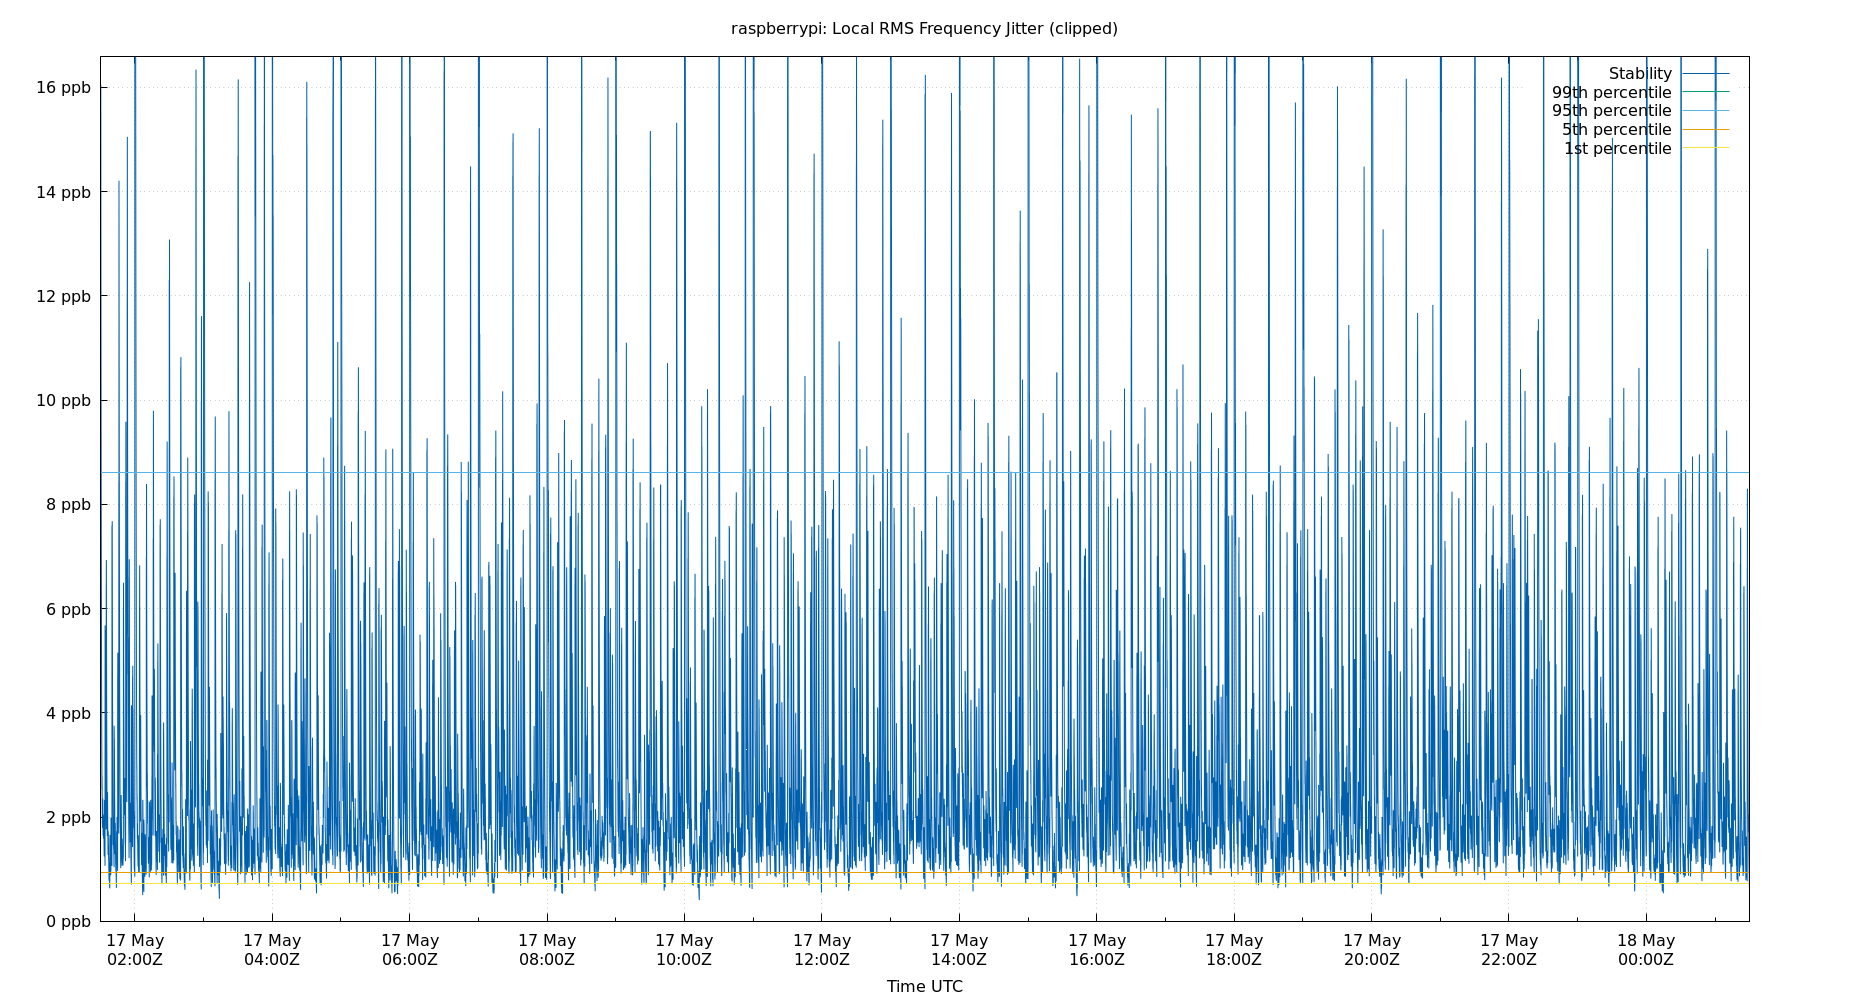 raspberrypi: Local RMS Frequency Jitter (clipped)
Stability
99th percentile
95th percentile
5th percentile
1st percentile
16 ppb
14 ppb
12 ppb
10 ppb
8 ppb
6 ppb
4 ppb
2 ppb
0 ppb
17 May 17 May 17 May 17 May 17 May 17 May 17 May 17 May 17 May 17 May 17 May 18 May
02:00Z 04:00Z 06:00Z 08:00Z 10:00Z 12:00Z 14:00Z 16:00Z 18:00Z 20:00Z 22:00Z 00:00Z
Time UTC